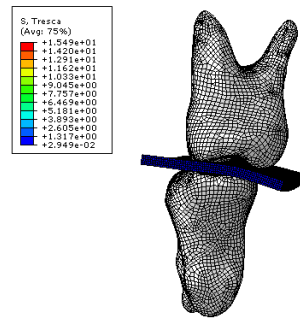 S, Tresca
(Avg: 75%)
+1.549e+01
+1.420e+01
+1.291e+01
+1.162e+01
+1.033e+01
+9.045e+00
+7.757e+00
+6.469e+00
+5.181e+00
+3.893e+00
+2.605e+00
+1.317e+00
+2.949e-02